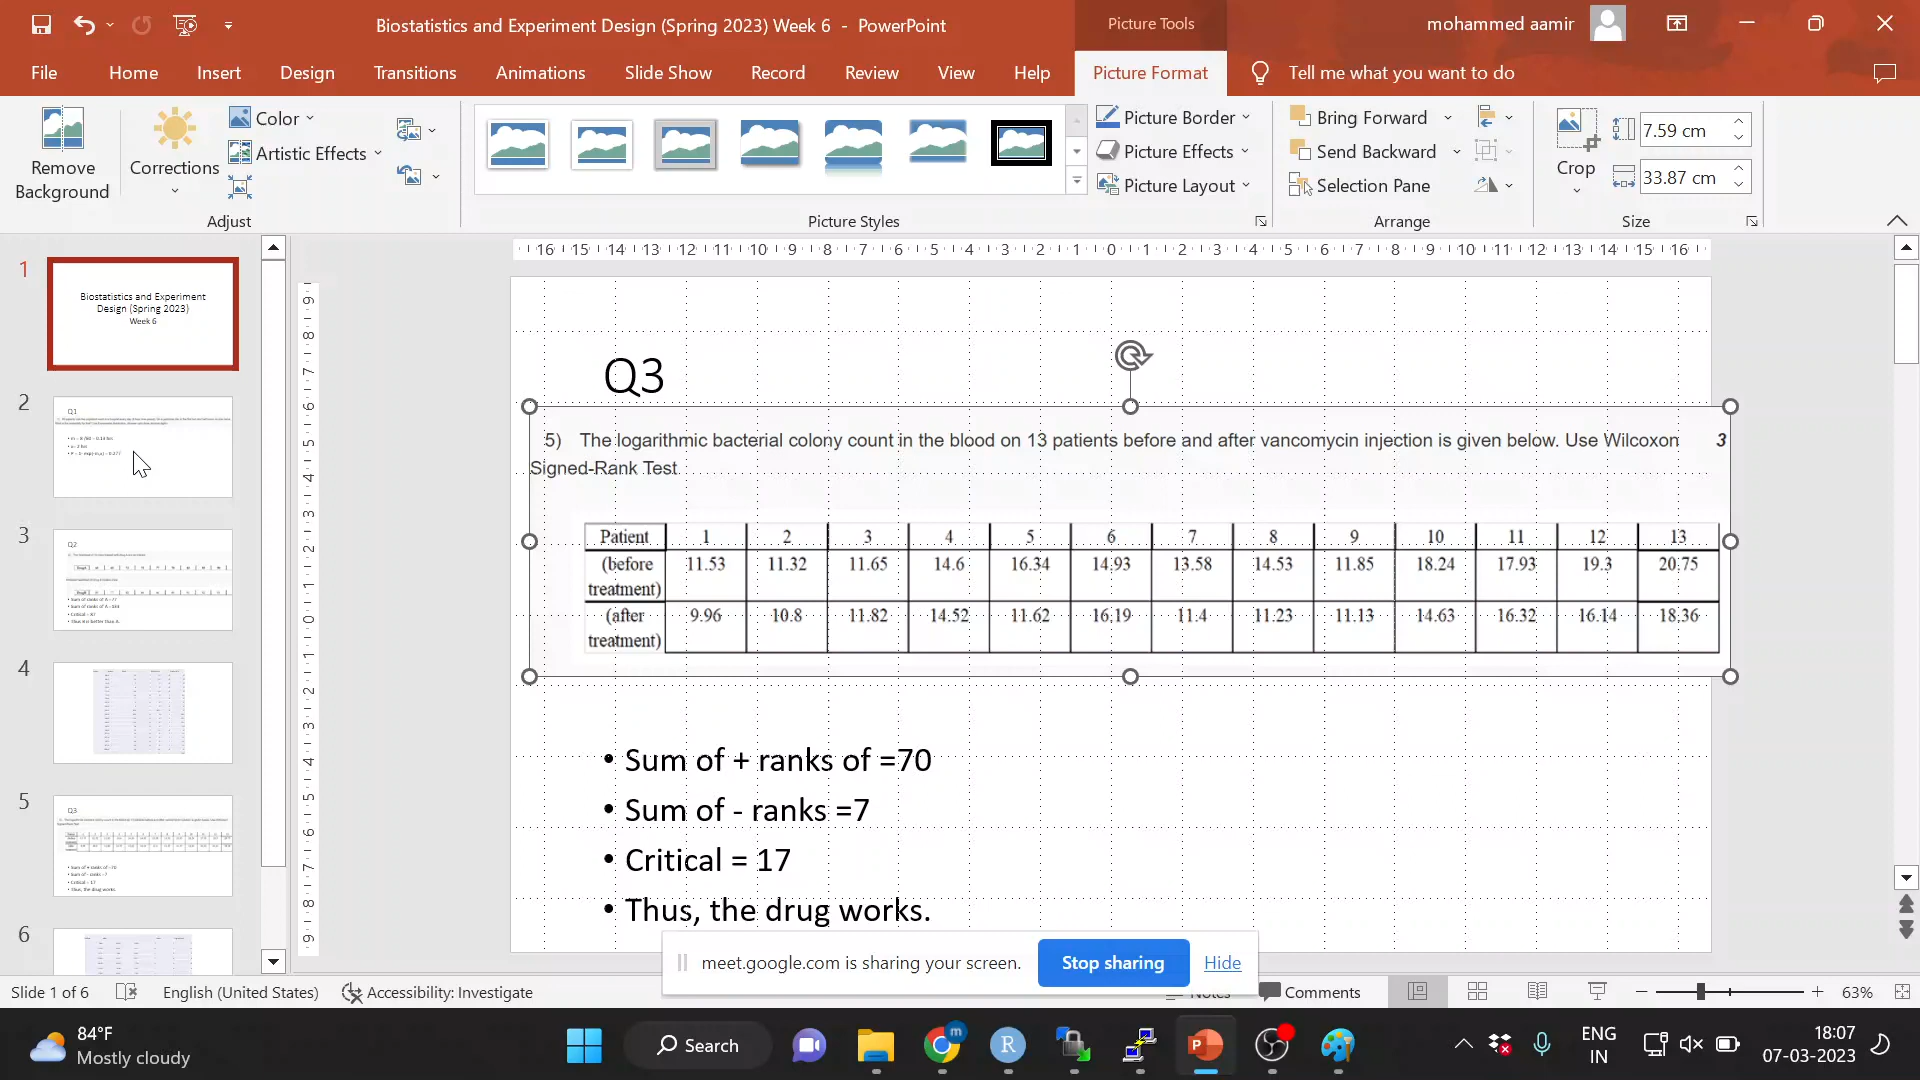 Biostatistics and Experiment Design (Spring 2023) Week 6 - PowerPoint
Picture Tools
mohammed aamir
File Home Insert Design Transitions Animations Slide Show Record Review View Help Picture Format Tell me what you want to do
Remove Background
Corrections
Color
Artistic Effects
Adjust
Picture Styles
Picture Border
Picture Effects
Picture Layout
Bring Forward
Send Backward
Selection Pane
Arrange
Crop
7.59 cm
33.87 cm
Size
1
Biostatistics and Experiment
Design (Spring 2023)
Week 6
2
Q1
3
Q2
4
5
Q3
6
Q3
5) The logarithmic bacterial colony count in the blood on 13 patients before and after vancomycin injection is given below. Use Wilcoxon 3
Signed-Rank Test
Patient 1 2 3 4 5 6 7 8 9 10 11 12 13
(before treatment) 11.53 11.32 11.65 14.6 16.34 14.93 13.58 14.53 11.85 18.24 17.93 19.3 20.75
(after treatment) 9.96 10.8 11.82 14.52 11.62 16.19 11.4 11.23 11.13 14.63 16.32 16.14 18.36
• Sum of + ranks of =70
• Sum of - ranks =7
• Critical = 17
• Thus, the drug works.
meet.google.com is sharing your screen. Stop sharing Hide
Slide 1 of 6 English (United States) Accessibility: Investigate Notes Comments 63%
84°F
Mostly cloudy
Search
ENG
IN
18:07
07-03-2023